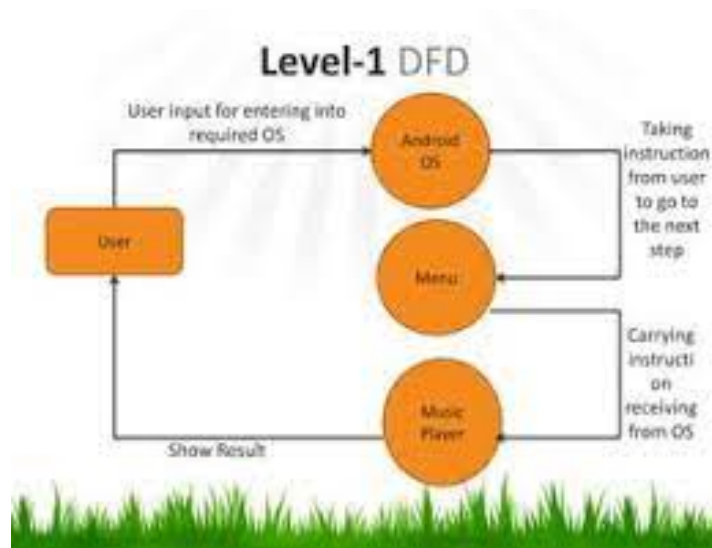 Level-1 DFD
User input for entering into
required OS
Android
OS
Taking
instruction
from user
to go to
the next
step
User
Menu
Carrying
instructi
on
receiving
from OS
Music
Player
Show Result